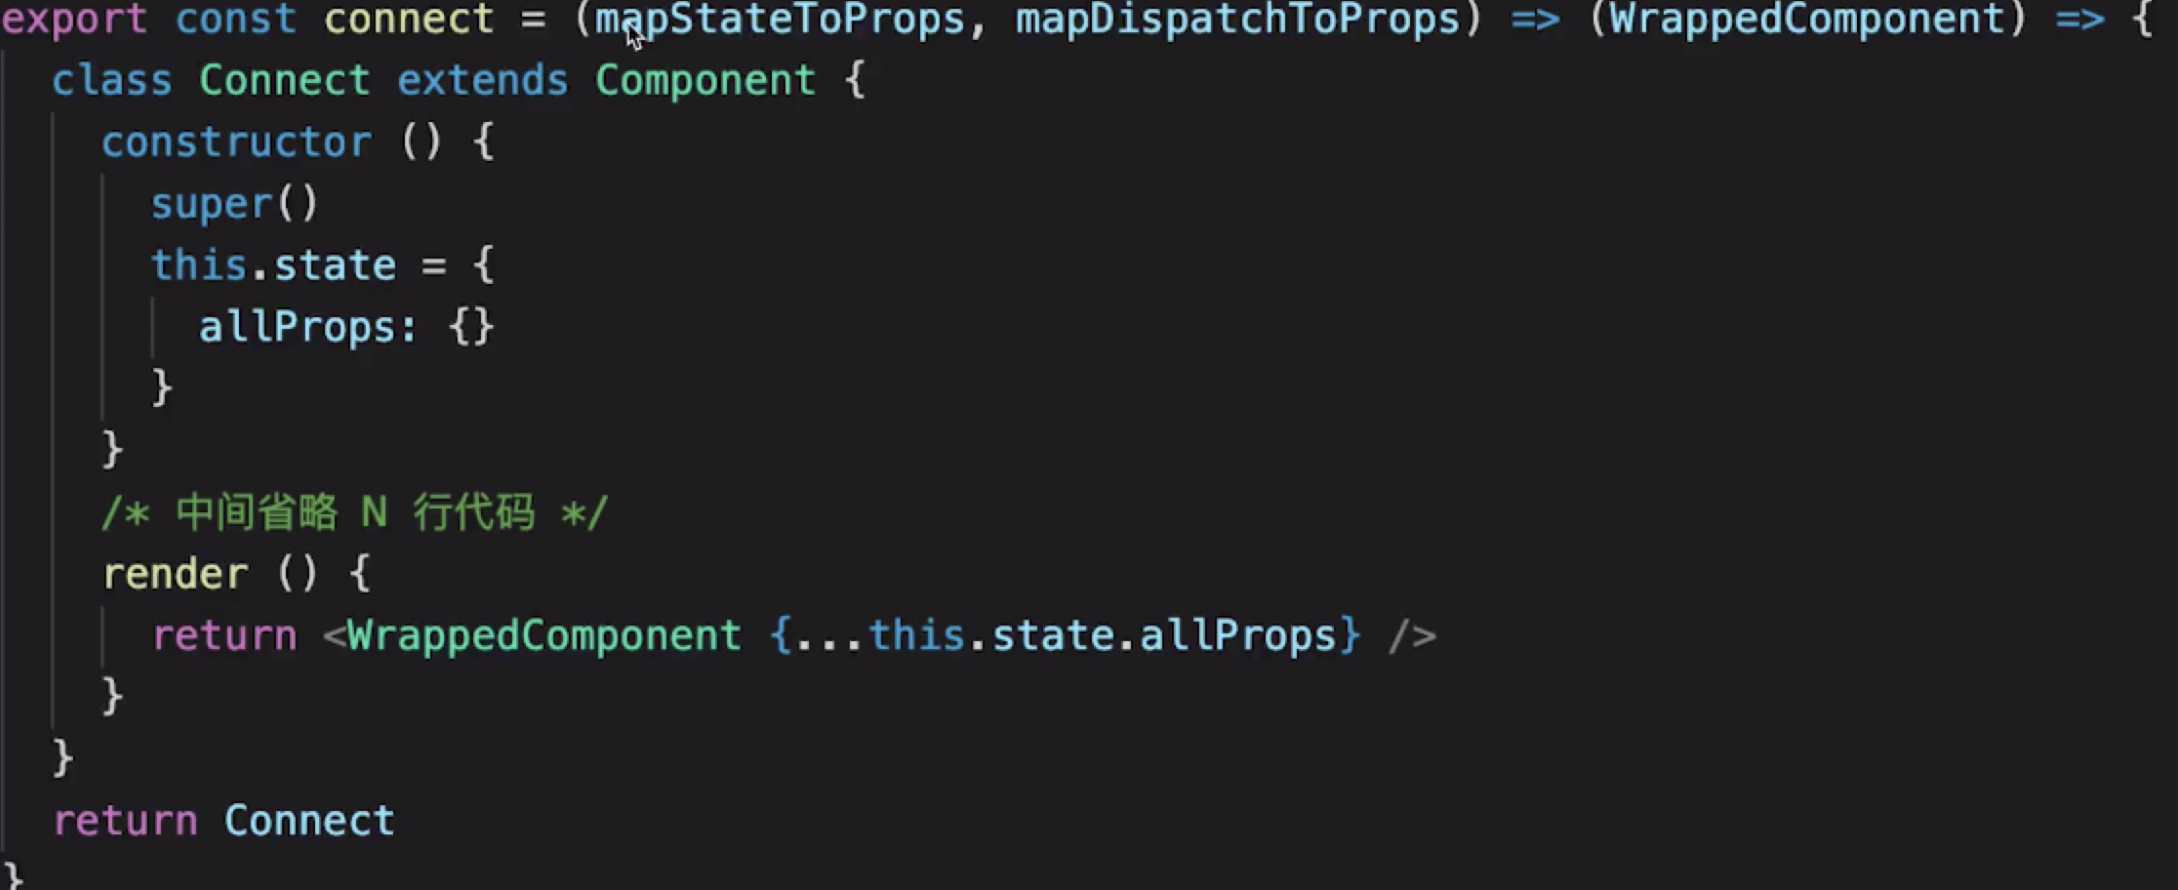 export const connect = (mapStateToProps, mapDispatchToProps) => (WrappedComponent) => {
  class Connect extends Component {
    constructor () {
      super()
      this.state = {
        allProps: {}
      }
    }
    /* 中间省略 N 行代码 */
    render () {
      return <WrappedComponent {...this.state.allProps} />
    }
  }
  return Connect
}